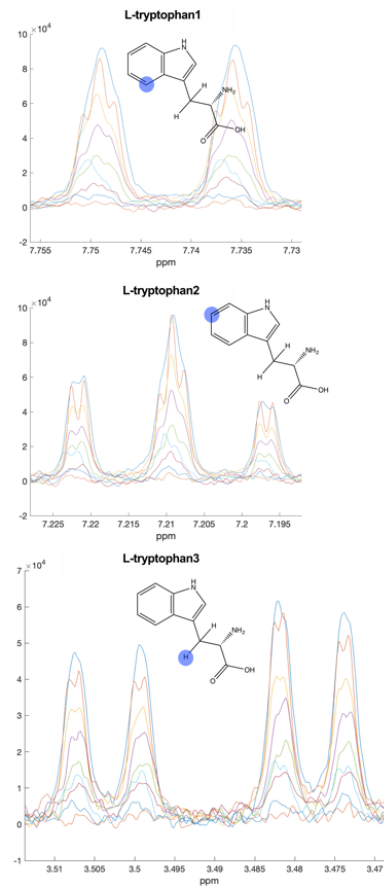 L-tryptophan1
×10⁴
10
8
6
4
2
0
-2
7.755
7.75
7.745
7.74
7.735
7.73
ppm
H
N
H
H
NH₂
O
OH
L-tryptophan2
×10⁴
10
8
6
4
2
0
-2
7.225
7.22
7.215
7.21
7.205
7.2
7.195
ppm
H
N
H
H
NH₂
O
OH
L-tryptophan3
×10⁴
7
6
5
4
3
2
1
0
-1
3.51
3.505
3.5
3.495
3.49
3.485
3.48
3.475
3.47
ppm
H
N
H
H
NH₂
O
OH